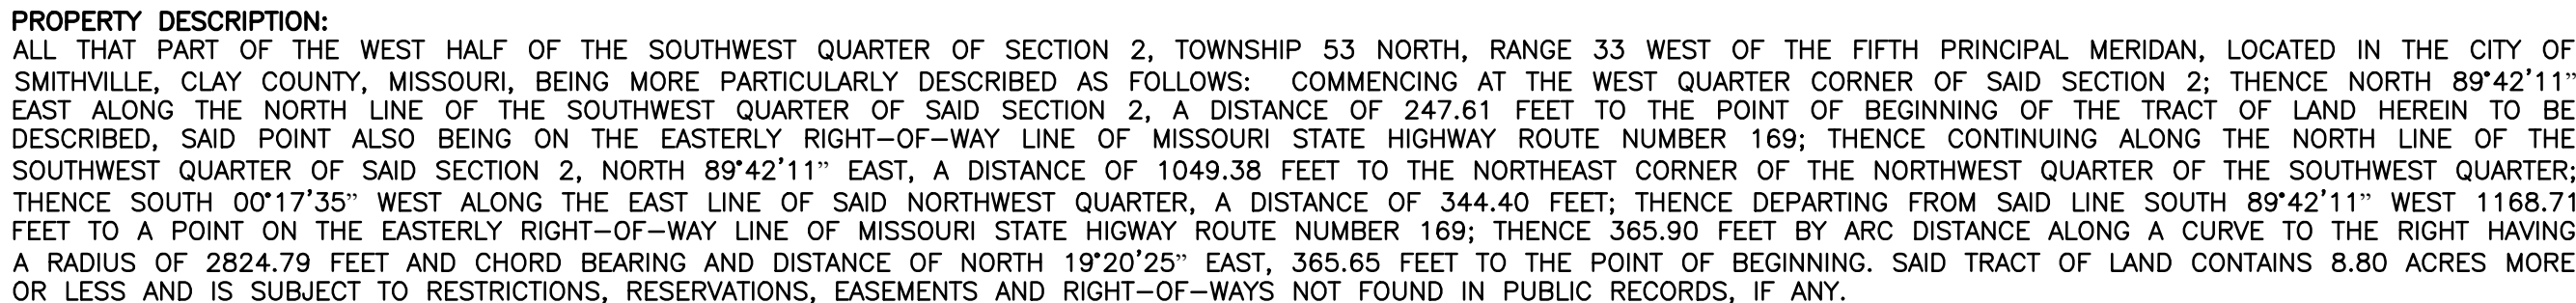 PROPERTY DESCRIPTION:
ALL THAT PART OF THE WEST HALF OF THE SOUTHWEST QUARTER OF SECTION 2, TOWNSHIP 53 NORTH, RANGE 33 WEST OF THE FIFTH PRINCIPAL MERIDAN, LOCATED IN THE CITY OF
SMITHVILLE, CLAY COUNTY, MISSOURI, BEING MORE PARTICULARLY DESCRIBED AS FOLLOWS: COMMENCING AT THE WEST QUARTER CORNER OF SAID SECTION 2; THENCE NORTH 89°42'11"
EAST ALONG THE NORTH LINE OF THE SOUTHWEST QUARTER OF SAID SECTION 2, A DISTANCE OF 247.61 FEET TO THE POINT OF BEGINNING OF THE TRACT OF LAND HEREIN TO BE
DESCRIBED, SAID POINT ALSO BEING ON THE EASTERLY RIGHT-OF-WAY LINE OF MISSOURI STATE HIGHWAY ROUTE NUMBER 169; THENCE CONTINUING ALONG THE NORTH LINE OF THE
SOUTHWEST QUARTER OF SAID SECTION 2, NORTH 89°42'11" EAST, A DISTANCE OF 1049.38 FEET TO THE NORTHEAST CORNER OF THE NORTHWEST QUARTER OF THE SOUTHWEST QUARTER;
THENCE SOUTH 00°17'35" WEST ALONG THE EAST LINE OF SAID NORTHWEST QUARTER, A DISTANCE OF 344.40 FEET; THENCE DEPARTING FROM SAID LINE SOUTH 89°42'11" WEST 1168.71
FEET TO A POINT ON THE EASTERLY RIGHT-OF-WAY LINE OF MISSOURI STATE HIGWAY ROUTE NUMBER 169; THENCE 365.90 FEET BY ARC DISTANCE ALONG A CURVE TO THE RIGHT HAVING
A RADIUS OF 2824.79 FEET AND CHORD BEARING AND DISTANCE OF NORTH 19°20'25" EAST, 365.65 FEET TO THE POINT OF BEGINNING. SAID TRACT OF LAND CONTAINS 8.80 ACRES MORE
OR LESS AND IS SUBJECT TO RESTRICTIONS, RESERVATIONS, EASEMENTS AND RIGHT-OF-WAYS NOT FOUND IN PUBLIC RECORDS, IF ANY.